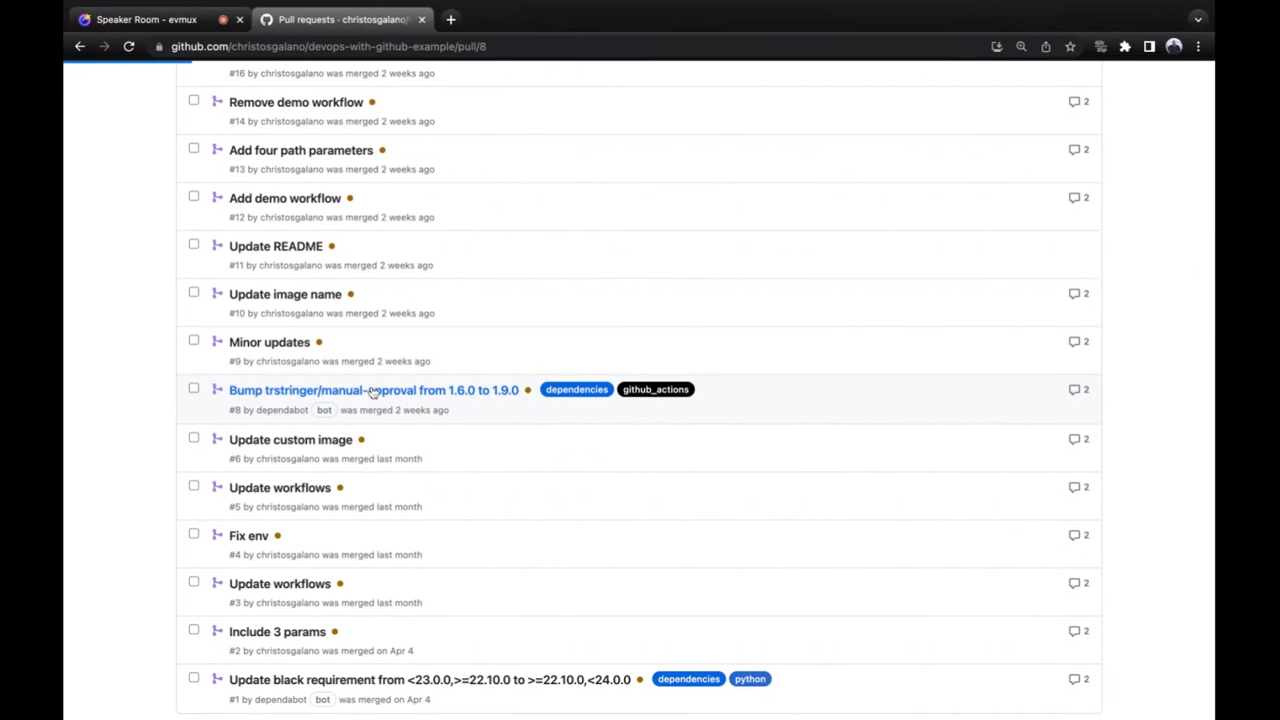 Speaker Room - evmux
Pull requests · christosgalano/
github.com/christosgalano/devops-with-github-example/pull/8
#16 by christosgalano was merged 2 weeks ago
Remove demo workflow
2
#14 by christosgalano was merged 2 weeks ago
Add four path parameters
2
#13 by christosgalano was merged 2 weeks ago
Add demo workflow
2
#12 by christosgalano was merged 2 weeks ago
Update README
2
#11 by christosgalano was merged 2 weeks ago
Update image name
2
#10 by christosgalano was merged 2 weeks ago
Minor updates
2
#9 by christosgalano was merged 2 weeks ago
Bump trstringer/manual-approval from 1.6.0 to 1.9.0 dependencies github_actions
2
#8 by dependabot bot was merged 2 weeks ago
Update custom image
2
#6 by christosgalano was merged last month
Update workflows
2
#5 by christosgalano was merged last month
Fix env
2
#4 by christosgalano was merged last month
Update workflows
2
#3 by christosgalano was merged last month
Include 3 params
2
#2 by christosgalano was merged on Apr 4
Update black requirement from <23.0.0,>=22.10.0 to >=22.10.0,<24.0.0 dependencies python
2
#1 by dependabot bot was merged on Apr 4